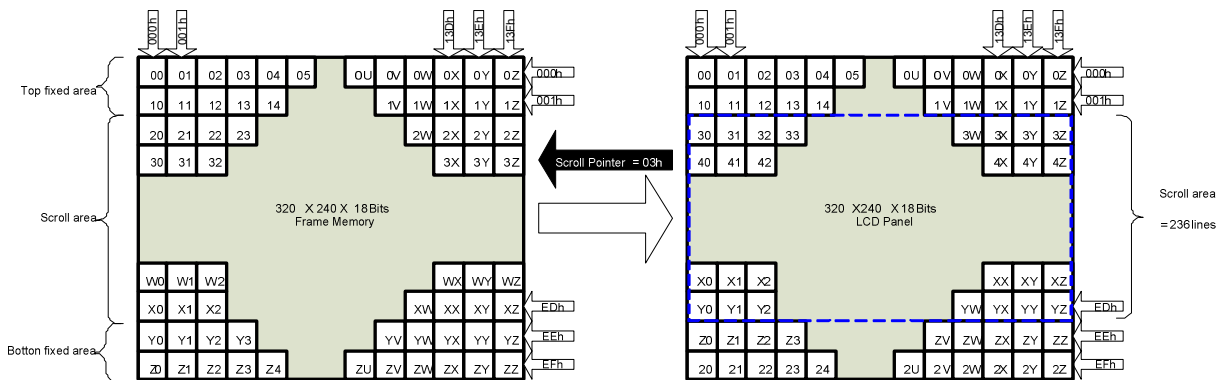 000h 001h 13Dh 13Eh 13Fh 000h 001h 13Dh 13Eh 13Fh
00 01 02 03 04 05 0U 0V 0W 0X 0Y 0Z 000h 00 01 02 03 04 05 0U 0V 0W 0X 0Y 0Z 000h
Top fixed area
10 11 12 13 14 1V 1W 1X 1Y 1Z 001h 10 11 12 13 14 1V 1W 1X 1Y 1Z 001h
20 21 22 23 2W 2X 2Y 2Z 30 31 32 33 3W 3X 3Y 3Z
30 31 32 3X 3Y 3Z Scroll Pointer = 03h 40 41 42 4X 4Y 4Z
Scroll area
320 X 240 X 18Bits
Frame Memory
320 X240 X 18Bits
LCD Panel
Scroll area
= 236lines
W0 W1 W2 WX WY WZ X0 X1 X2 XX XY XZ
X0 X1 X2 XW XX XY XZ EDh Y0 Y1 Y2 YW YX YY YZ EDh
Y0 Y1 Y2 Y3 YV YW YX YY YZ EEh Z0 Z1 Z2 Z3 ZV ZW ZX ZY ZZ EEh
Botton fixed area
Z0 Z1 Z2 Z3 Z4 ZU ZV ZW ZX ZY ZZ EFh 20 21 22 23 24 2U 2V 2W 2X 2Y 2Z EFh